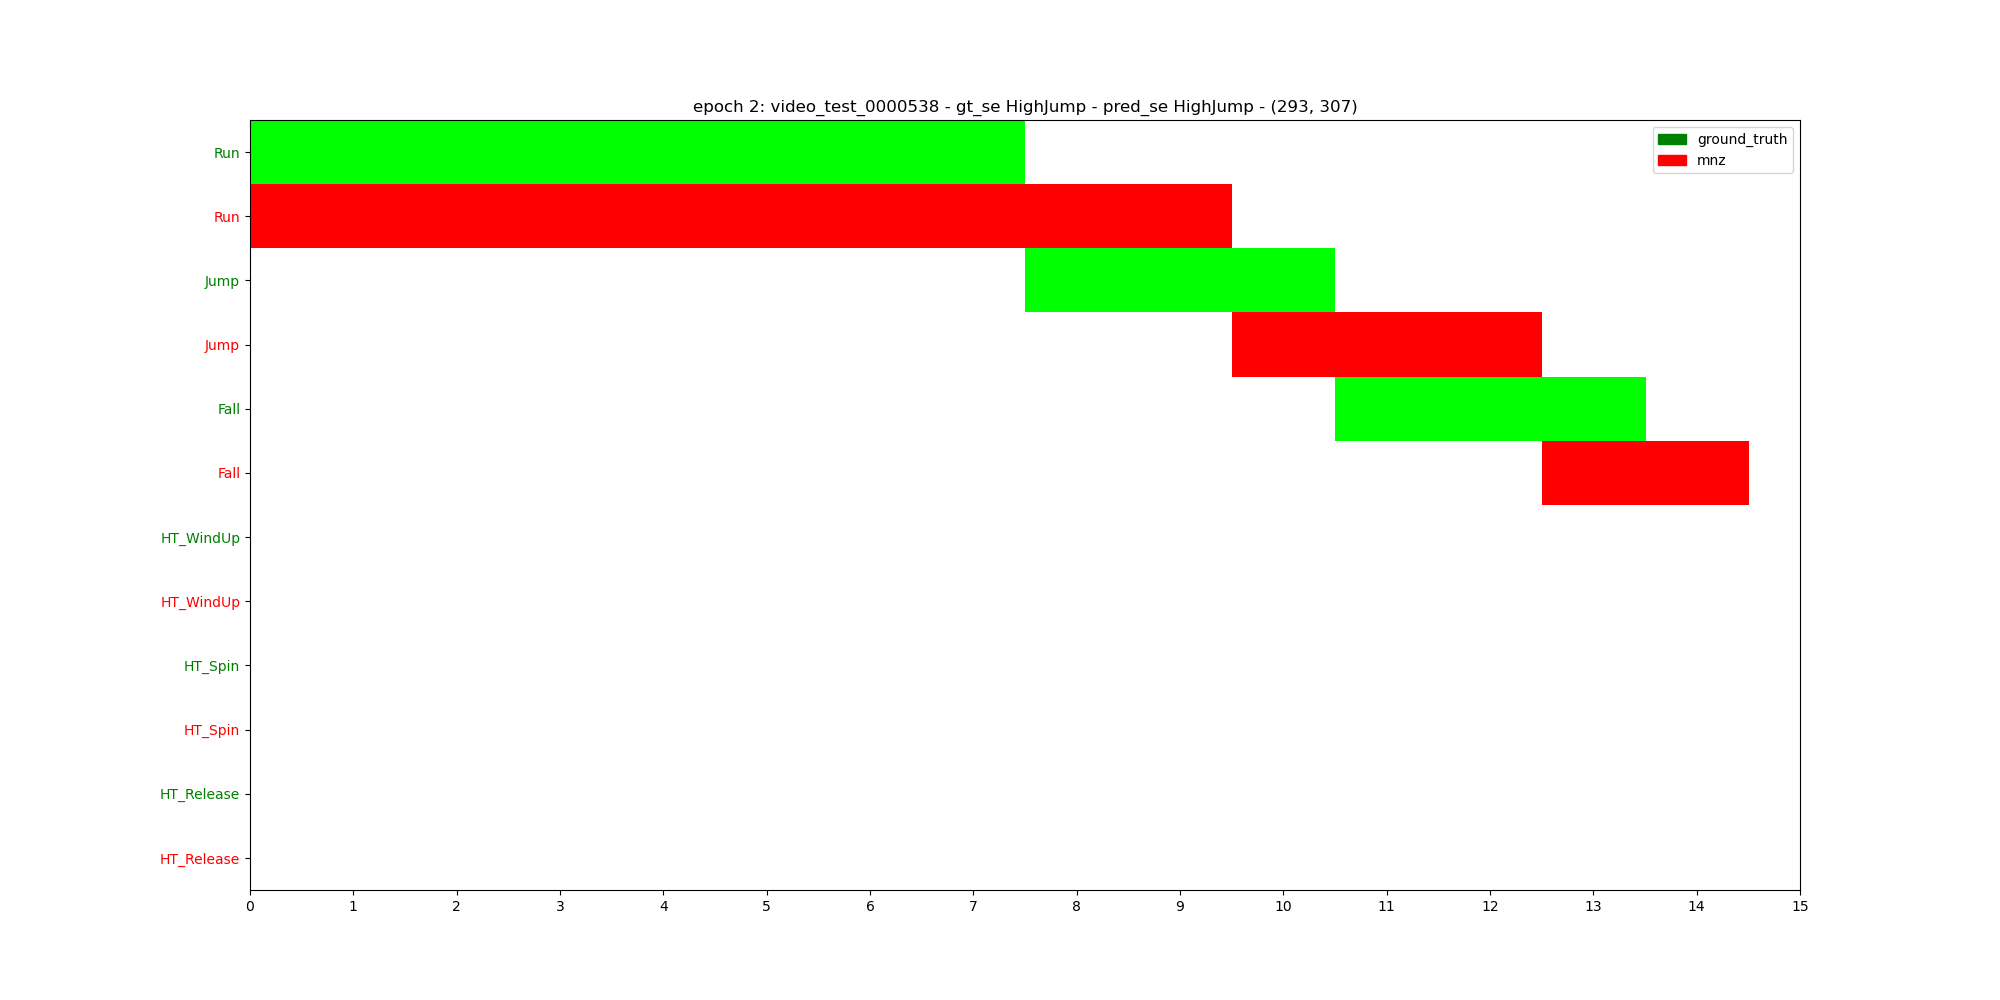 epoch 2: video_test_0000538 - gt_se HighJump - pred_se HighJump - (293, 307)
ground_truth
mnz
Run
Run
Jump
Jump
Fall
Fall
HT_WindUp
HT_WindUp
HT_Spin
HT_Spin
HT_Release
HT_Release
0 1 2 3 4 5 6 7 8 9 10 11 12 13 14 15